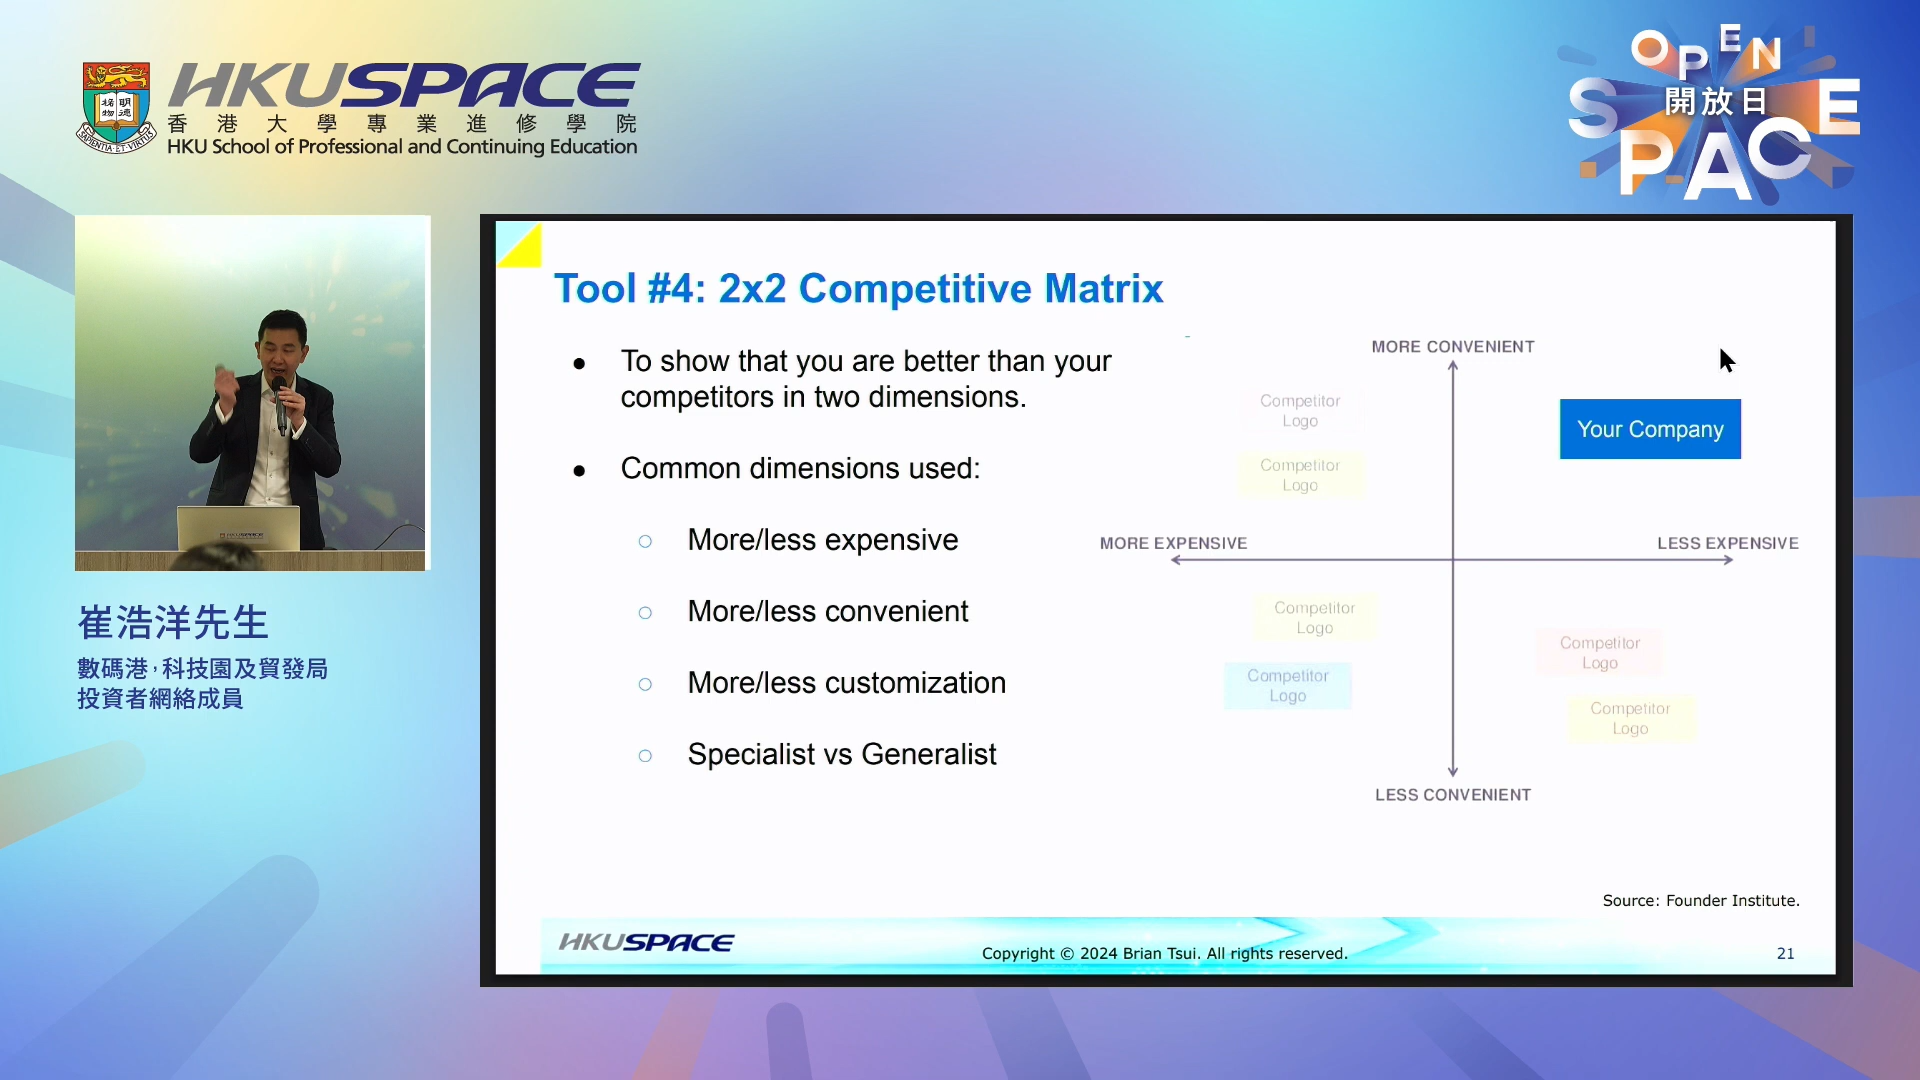 HKUSPACE
香港大學專業進修學院
HKU School of Professional and Continuing Education
OPEN
開放日
SPACE
崔浩洋先生
數碼港，科技園及貿發局
投資者網絡成員
Tool #4: 2x2 Competitive Matrix
● To show that you are better than your
competitors in two dimensions.
● Common dimensions used:
○ More/less expensive
○ More/less convenient
○ More/less customization
○ Specialist vs Generalist
MORE CONVENIENT
Competitor
Logo
Your Company
Competitor
Logo
MORE EXPENSIVE
LESS EXPENSIVE
Competitor
Logo
Competitor
Logo
Competitor
Logo
Competitor
Logo
LESS CONVENIENT
Source: Founder Institute.
HKUSPACE
Copyright © 2024 Brian Tsui. All rights reserved.
21